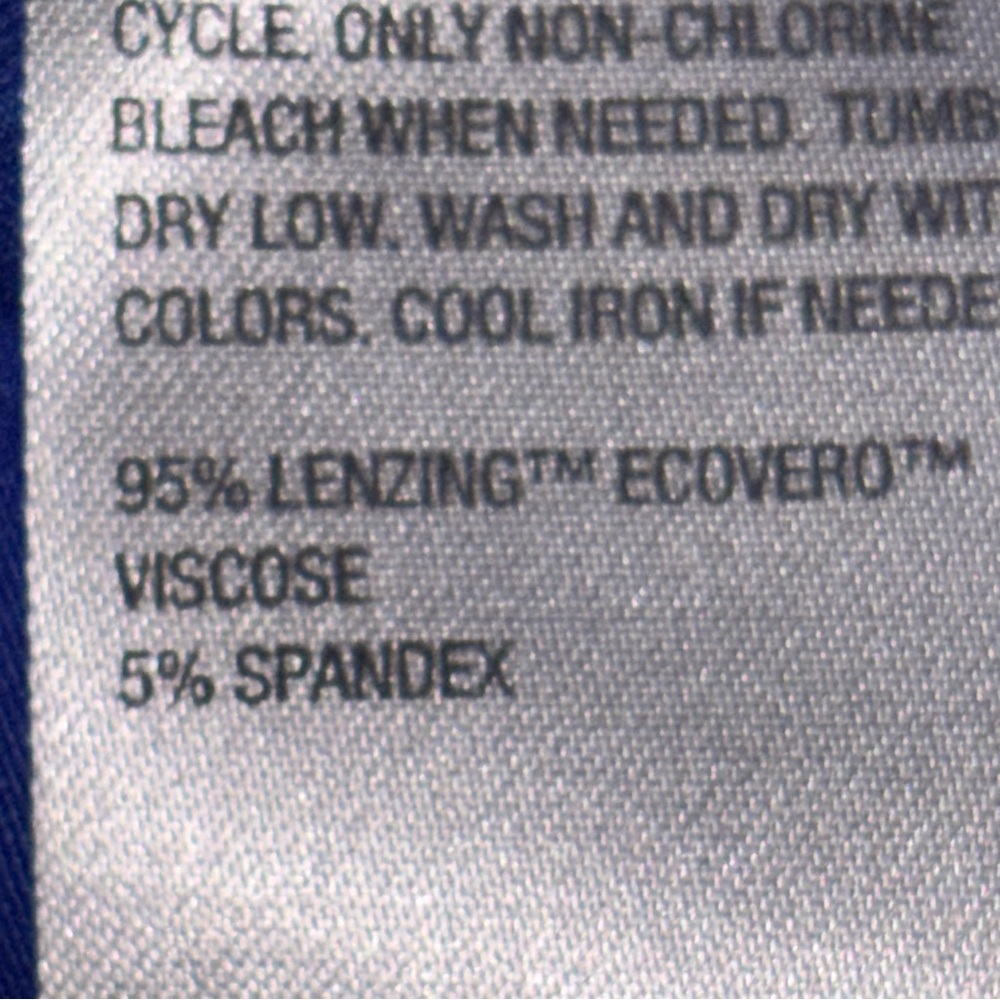 CYCLE. ONLY NON-CHLORINE
BLEACH WHEN NEEDED. TUMB
DRY LOW. WASH AND DRY WIT
COLORS. COOL IRON IF NEEDE
95% LENZING™ ECOVERO™
VISCOSE
5% SPANDEX